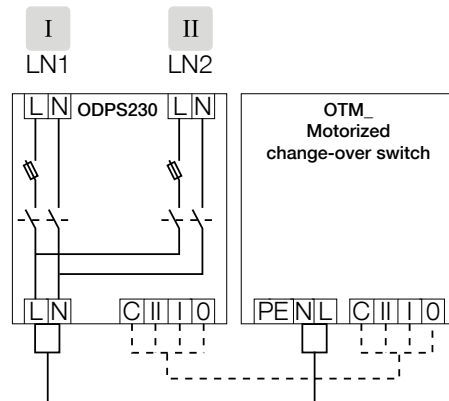 I II
LN1 LN2
L N ODPS230 L N OTM_
Motorized
change-over switch
L N C II I 0 PE N L C II I 0